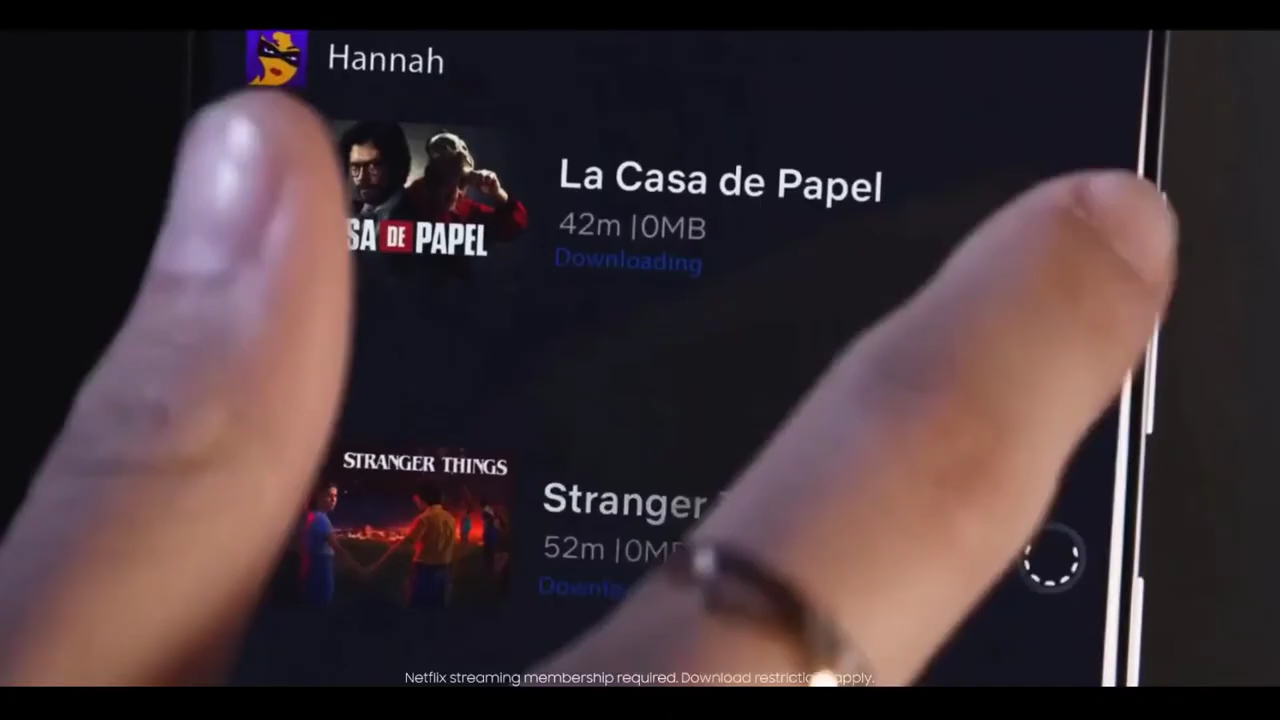 Hannah
La Casa de Papel
SA DE PAPEL
42m |0MB
Downloading
STRANGER THINGS
Stranger
52m |0M
Netflix streaming membership required. Download apply.